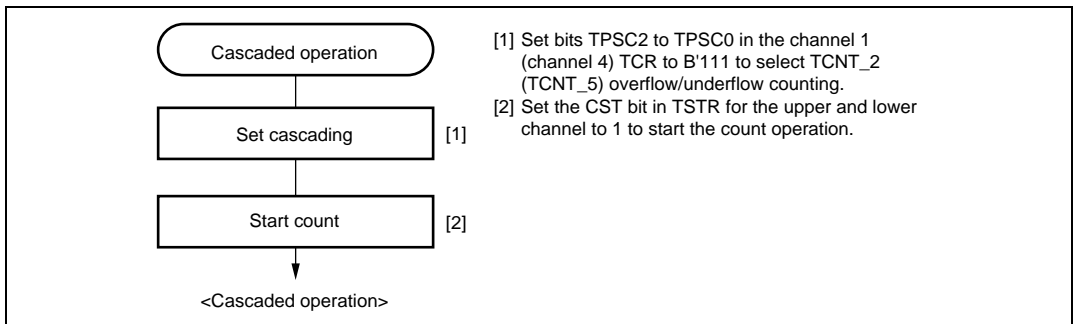 Cascaded operation
Set cascading
[1]
Start count
[2]
<Cascaded operation>
[1] Set bits TPSC2 to TPSC0 in the channel 1
(channel 4) TCR to B'111 to select TCNT_2
(TCNT_5) overflow/underflow counting.
[2] Set the CST bit in TSTR for the upper and lower
channel to 1 to start the count operation.